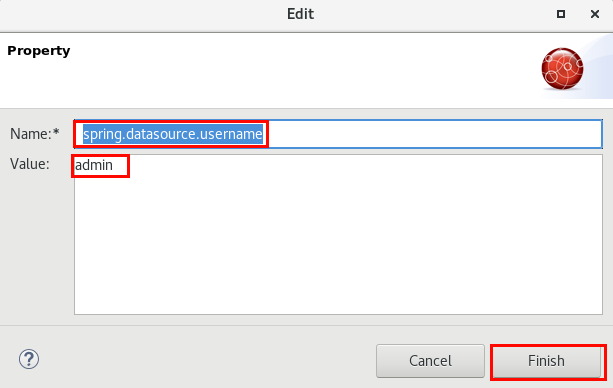 Edit
Property
Name:* spring.datasource.username
Value: admin
?
Cancel Finish